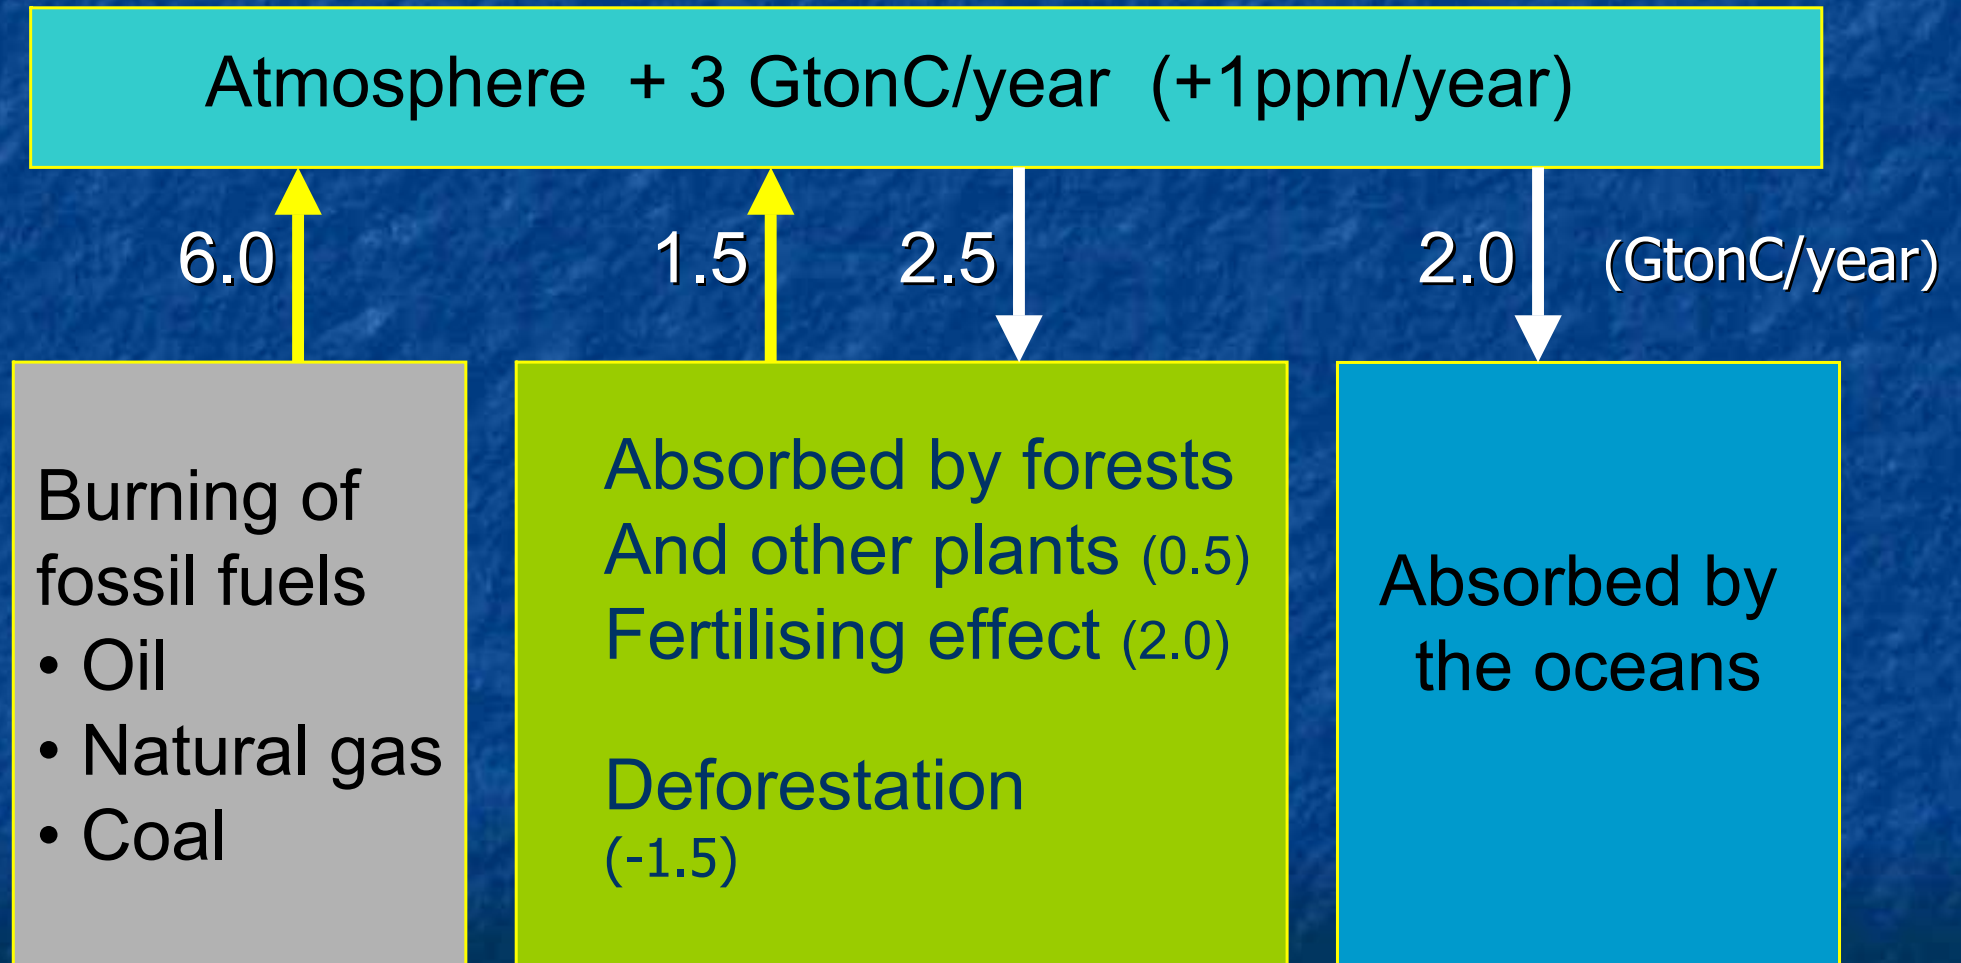 Atmosphere + 3 GtonC/year (+1ppm/year)
6.0
1.5
2.5
2.0
(GtonC/year)
Burning of
fossil fuels
• Oil
• Natural gas
• Coal
Absorbed by forests
And other plants (0.5)
Fertilising effect (2.0)
Deforestation
(-1.5)
Absorbed by
the oceans